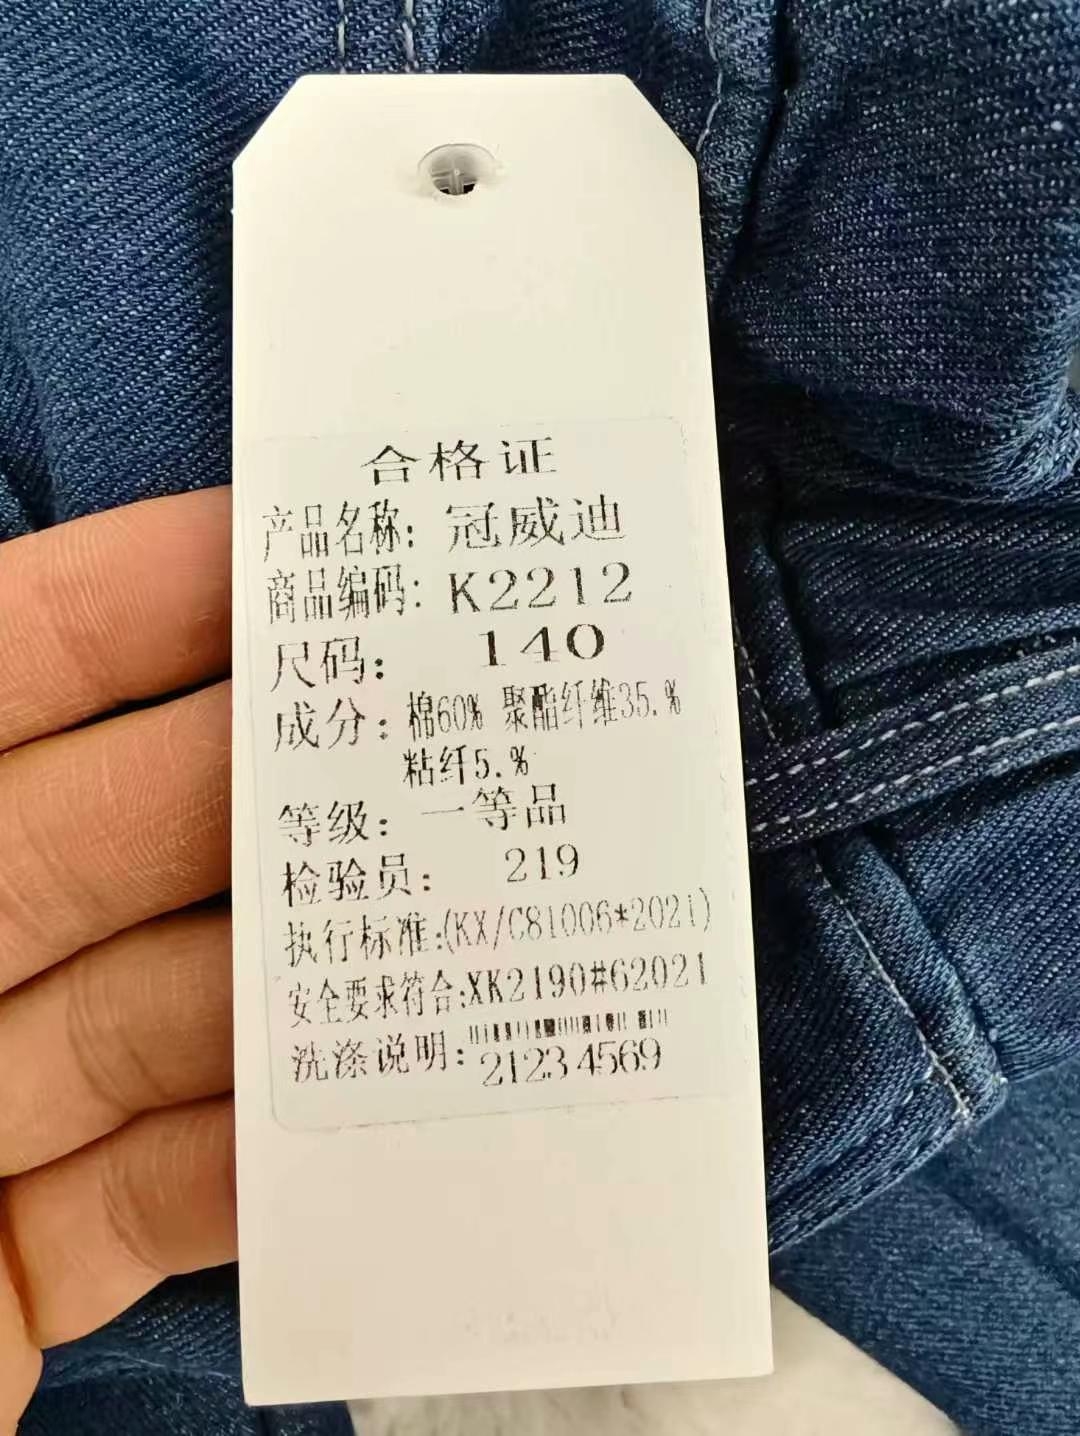 合格证
产品名称：冠威迪
商品编码：K2212
尺码：140
成分：棉60% 聚酯纤维35.%
粘纤5.%
等级：一等品
检验员：219
执行标准:(KX/C81006*2021)
安全要求符合:XK2190#62021
洗涤说明：
21234569